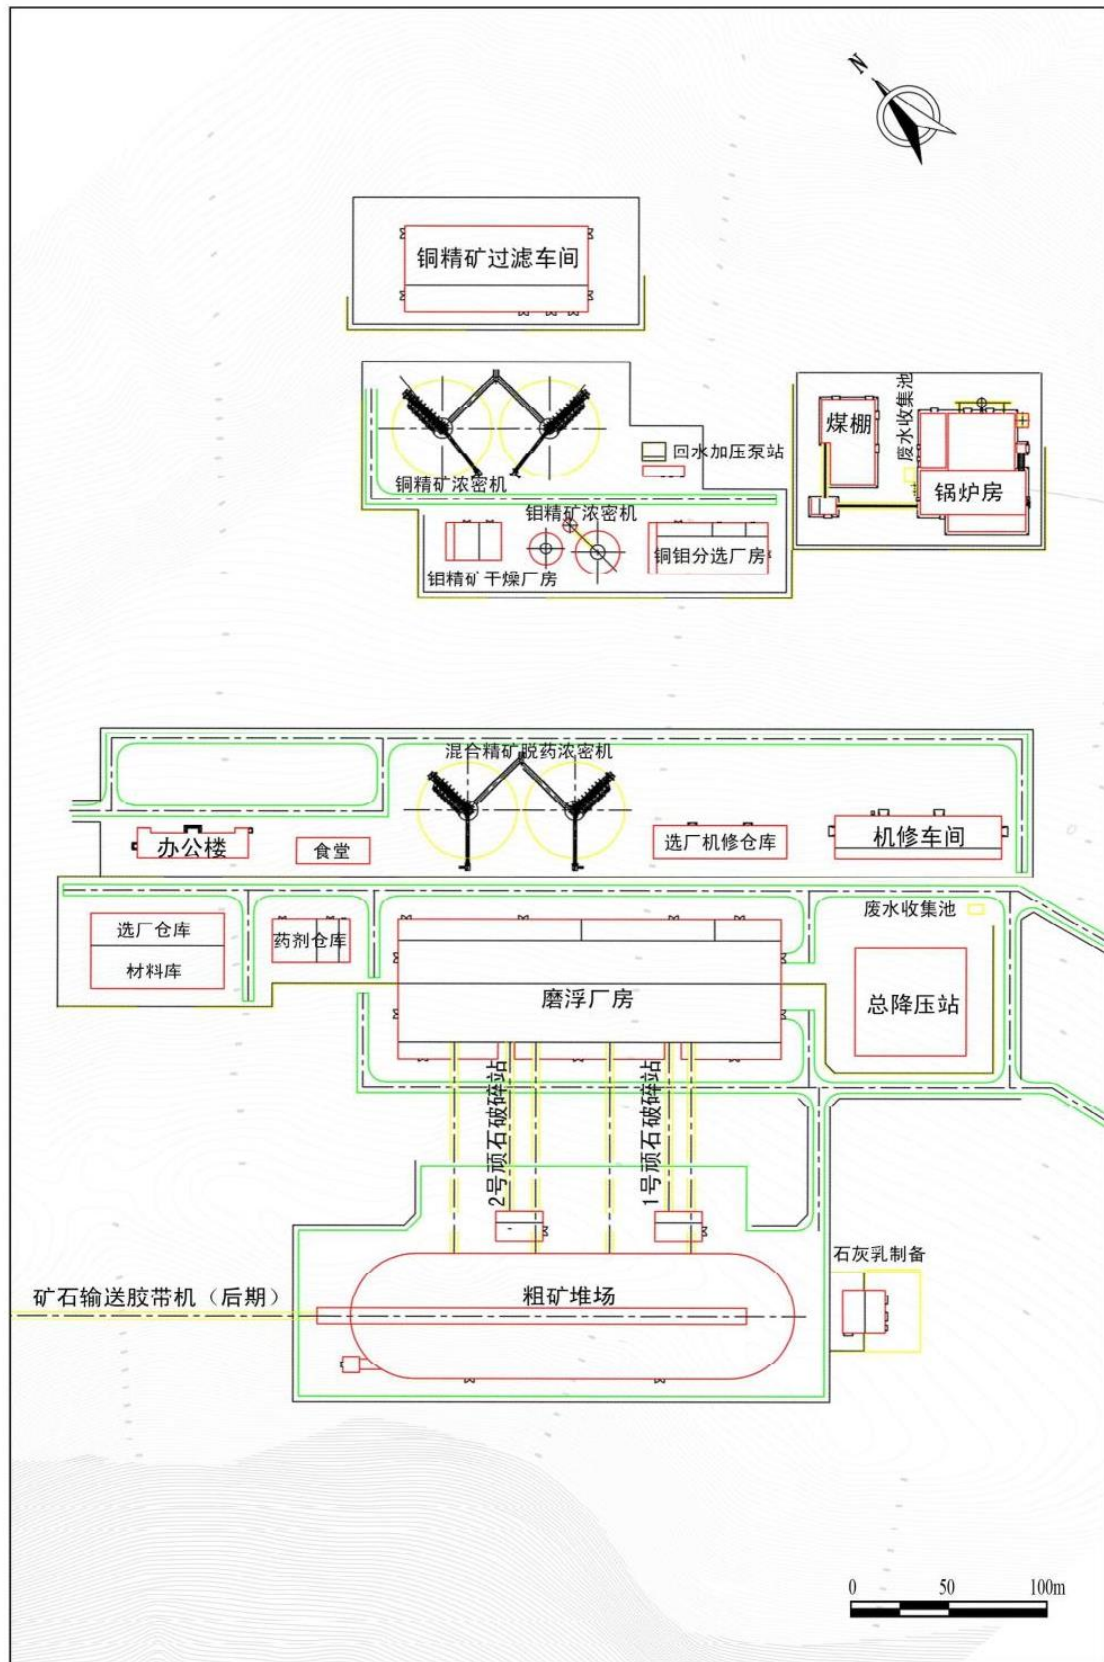 N
铜精矿过滤车间
废水收集池
煤棚
回水加压泵站
铜精矿浓密机
锅炉房
钼精矿浓密机
铜钼分选厂房
钼精矿干燥厂房
混合精矿脱药浓密机
办公楼
食堂
选厂机修仓库
机修车间
废水收集池
选厂仓库
药剂仓库
材料库
磨浮厂房
总降压站
2号顽石破碎站
1号顽石破碎站
石灰乳制备
矿石输送胶带机（后期）
粗矿堆场
0 50 100m